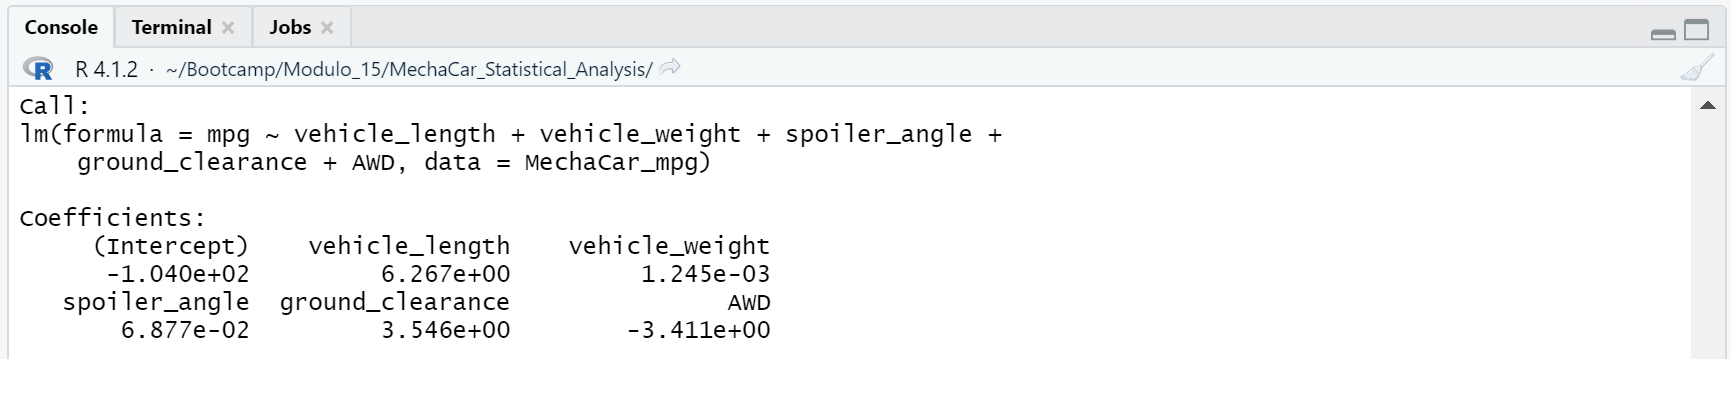 Console Terminal Jobs
R R 4.1.2 · ~/Bootcamp/Modulo_15/MechaCar_Statistical_Analysis/
Call:
lm(formula = mpg ~ vehicle_length + vehicle_weight + spoiler_angle +
    ground_clearance + AWD, data = MechaCar_mpg)
Coefficients:
     (Intercept)    vehicle_length    vehicle_weight
      -1.040e+02         6.267e+00         1.245e-03
   spoiler_angle  ground_clearance               AWD
       6.877e-02         3.546e+00        -3.411e+00